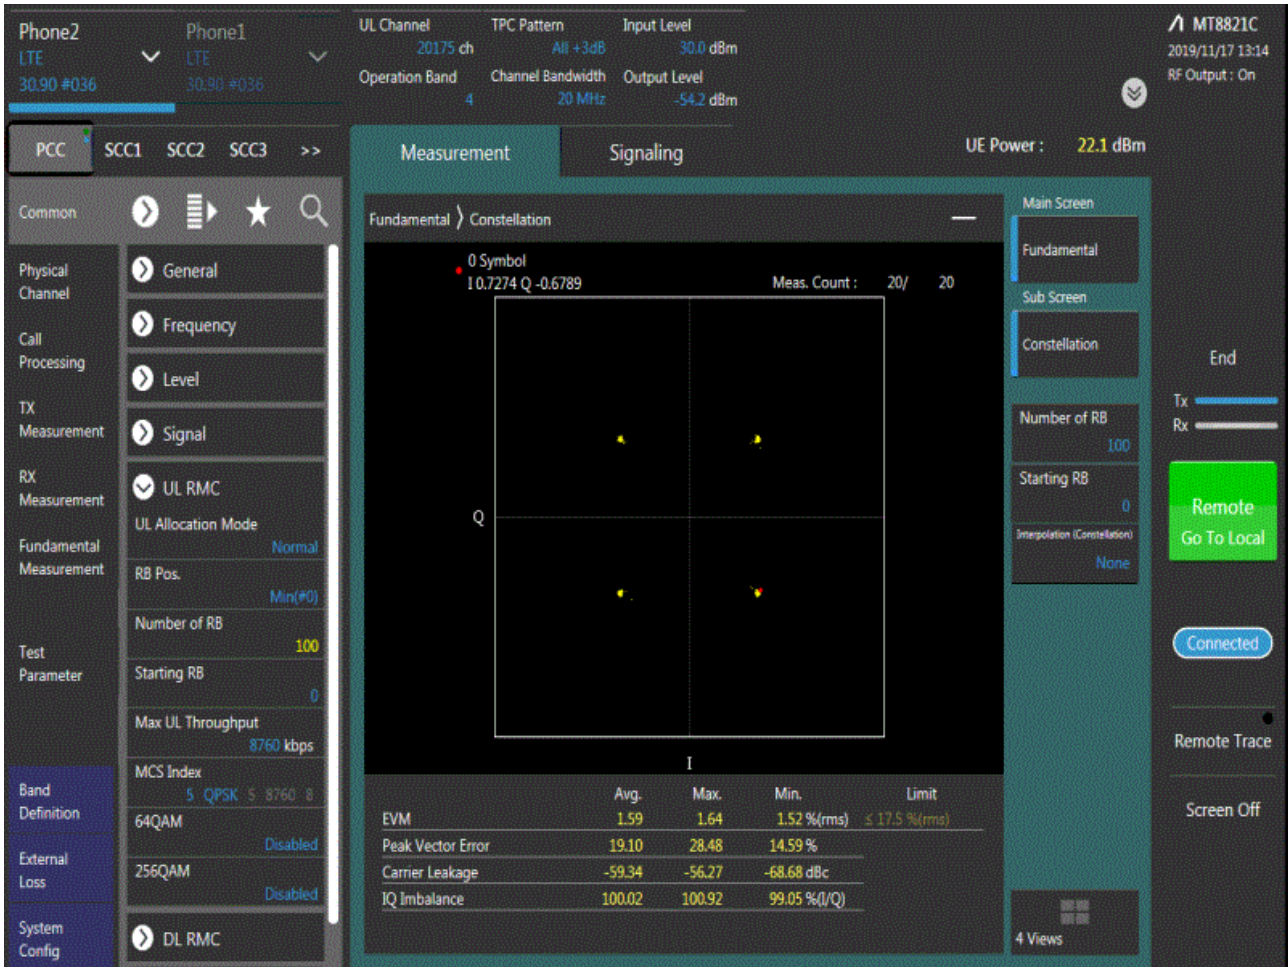 Phone2
LTE
30.90 #036
Phone1
LTE
30.90 #036
UL Channel
20175 ch
TPC Pattern
All +3dB
Input Level
30.0 dBm
Operation Band
4
Channel Bandwidth
20 MHz
Output Level
-54.2 dBm
MT8821C
2019/11/17 13:14
RF Output : On
PCC SCC1 SCC2 SCC3 >>
Measurement
Signaling
UE Power : 22.1 dBm
Common
Physical
Channel
Call
Processing
TX
Measurement
RX
Measurement
Fundamental
Measurement
Test
Parameter
Band
Definition
External
Loss
System
Config
General
Frequency
Level
Signal
UL RMC
UL Allocation Mode
Normal
RB Pos.
Min(#0)
Number of RB
100
Starting RB
0
Max UL Throughput
8760 kbps
MCS Index
5 QPSK 5 8760 8
64QAM
Disabled
256QAM
Disabled
DL RMC
Fundamental 〉 Constellation
0 Symbol
I 0.7274 Q -0.6789
Meas. Count : 20/ 20
Q
I
Avg. Max. Min. Limit
EVM 1.59 1.64 1.52 %(rms) ≤ 17.5 %(rms)
Peak Vector Error 19.10 28.48 14.59 %
Carrier Leakage -59.34 -56.27 -68.68 dBc
IQ Imbalance 100.02 100.92 99.05 %(I/Q)
Main Screen
Fundamental
Sub Screen
Constellation
Number of RB
100
Starting RB
0
Interpolation (Constellation)
None
4 Views
End
Tx
Rx
Remote
Go To Local
Connected
Remote Trace
Screen Off